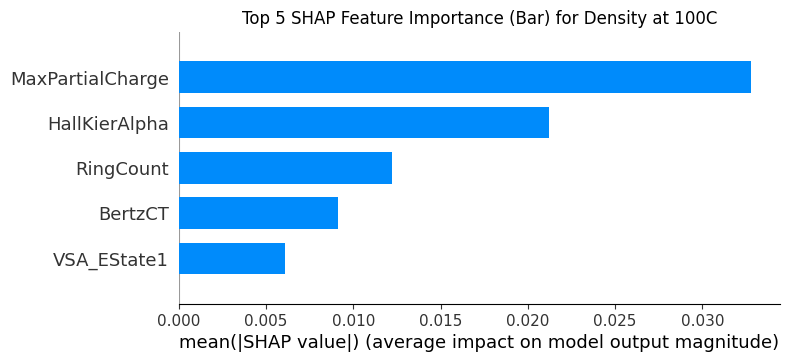 Top 5 SHAP Feature Importance (Bar) for Density at 100C
MaxPartialCharge
HallKierAlpha
RingCount
BertzCT
VSA_EState1
0.000 0.005 0.010 0.015 0.020 0.025 0.030
mean(|SHAP value|) (average impact on model output magnitude)